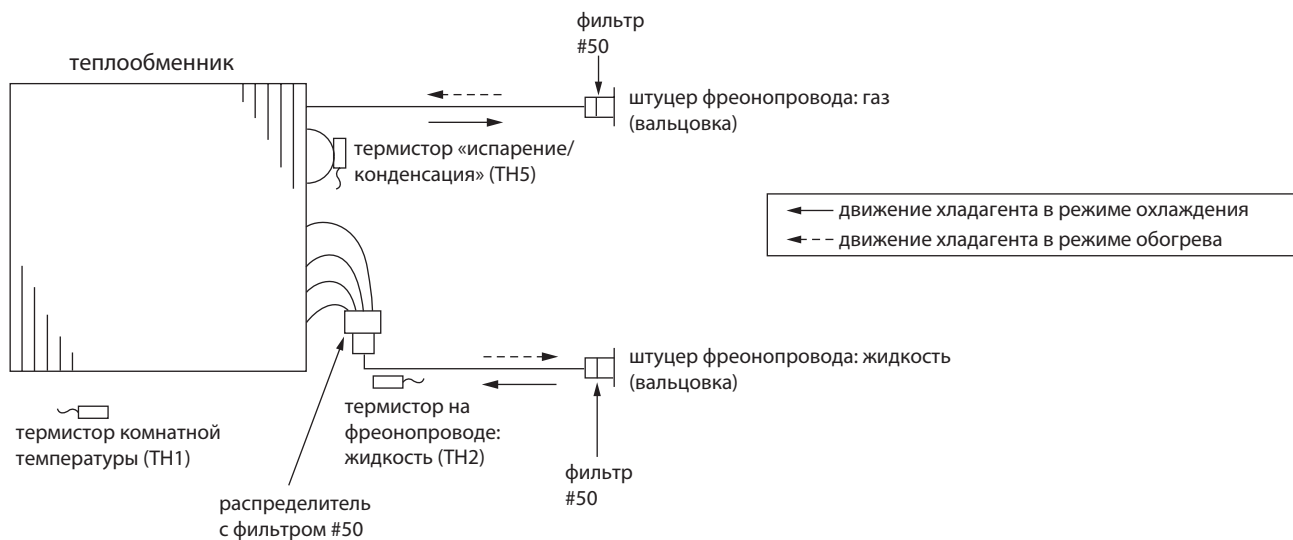 фильтр
#50
теплообменник
штуцер фреонопровода: газ
(вальцовка)
термистор «испарение/
конденсация» (TH5)
движение хладагента в режиме охлаждения
движение хладагента в режиме обогрева
штуцер фреонопровода: жидкость
(вальцовка)
термистор комнатной
температуры (TH1)
термистор на
фреонопроводе:
жидкость (TH2)
фильтр
#50
распределитель
с фильтром #50